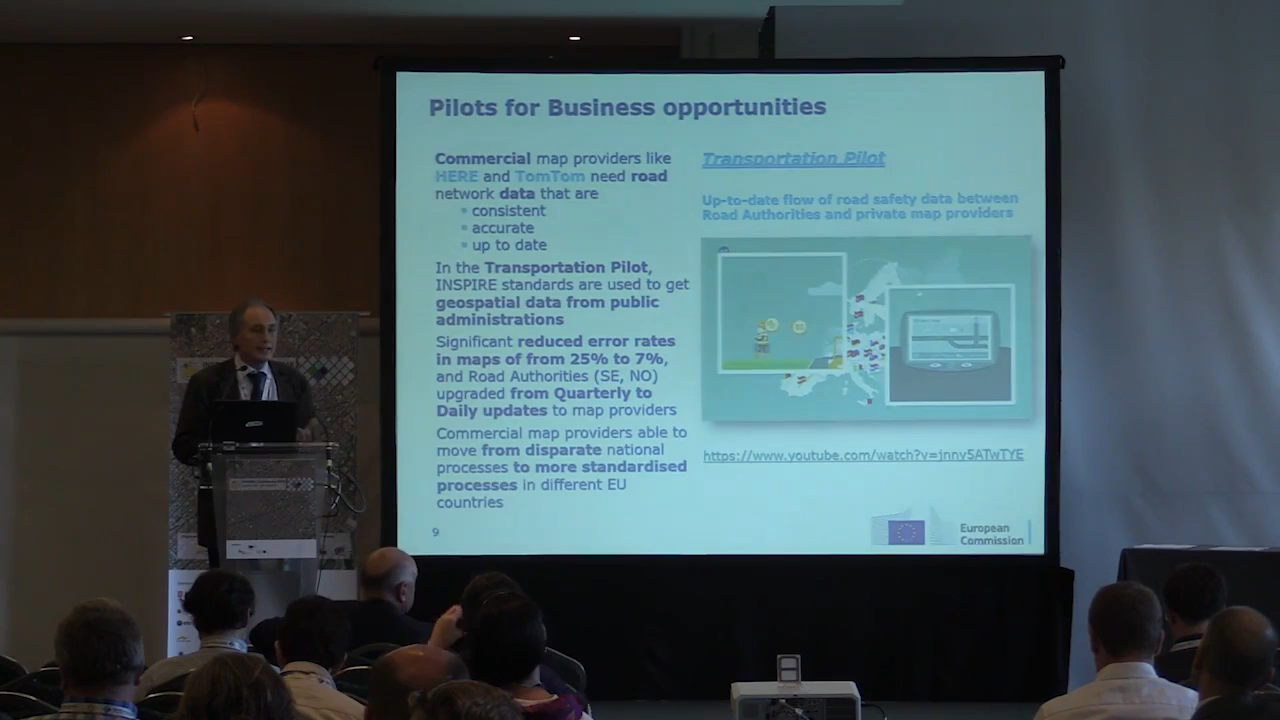 Pilots for Business opportunities
Commercial map providers like
HERE and TomTom need road
network data that are
consistent
accurate
up to date
In the Transportation Pilot,
INSPIRE standards are used to get
geospatial data from public
administrations
Significant reduced error rates
in maps of from 25% to 7%,
and Road Authorities (SE, NO)
upgraded from Quarterly to
Daily updates to map providers
Commercial map providers able to
move from disparate national
processes to more standardised
processes in different EU
countries
9
Transportation Pilot
Up-to-date flow of road safety data between
Road Authorities and private map providers
https://www.youtube.com/watch?v=jnnv5ATwTYE
European
Commission